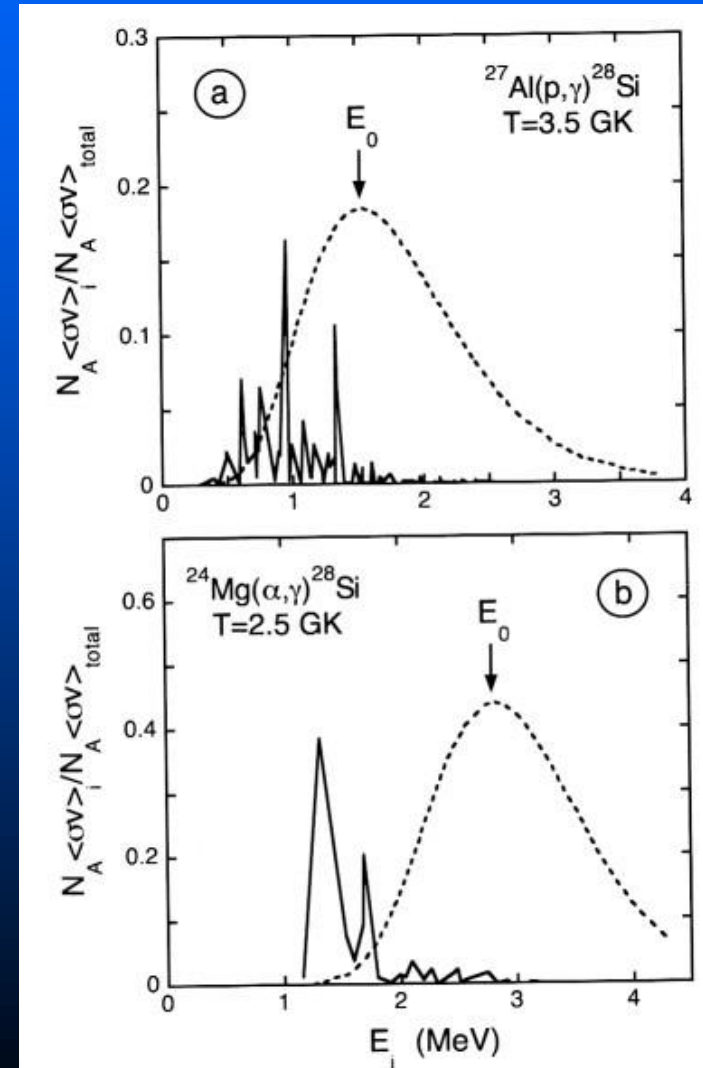 0.3
a
²⁷Al(p,γ)²⁸Si
T=3.5 GK
E₀
0.2
0.1
0
N_A <σv>_i/N_A <σv>_total
0 1 2 3 4
²⁴Mg(α,γ)²⁸Si
T=2.5 GK
b
E₀
0.6
0.4
0.2
0
N_A <σv>_i/N_A <σv>_total
0 1 2 3 4
E_i (MeV)